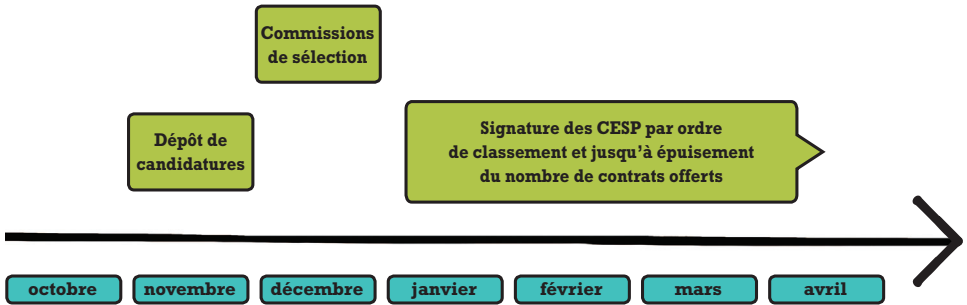 Commissions
de sélection
Dépôt de
candidatures
Signature des CESP par ordre
de classement et jusqu'à épuisement
du nombre de contrats offerts
octobre
novembre
décembre
janvier
février
mars
avril